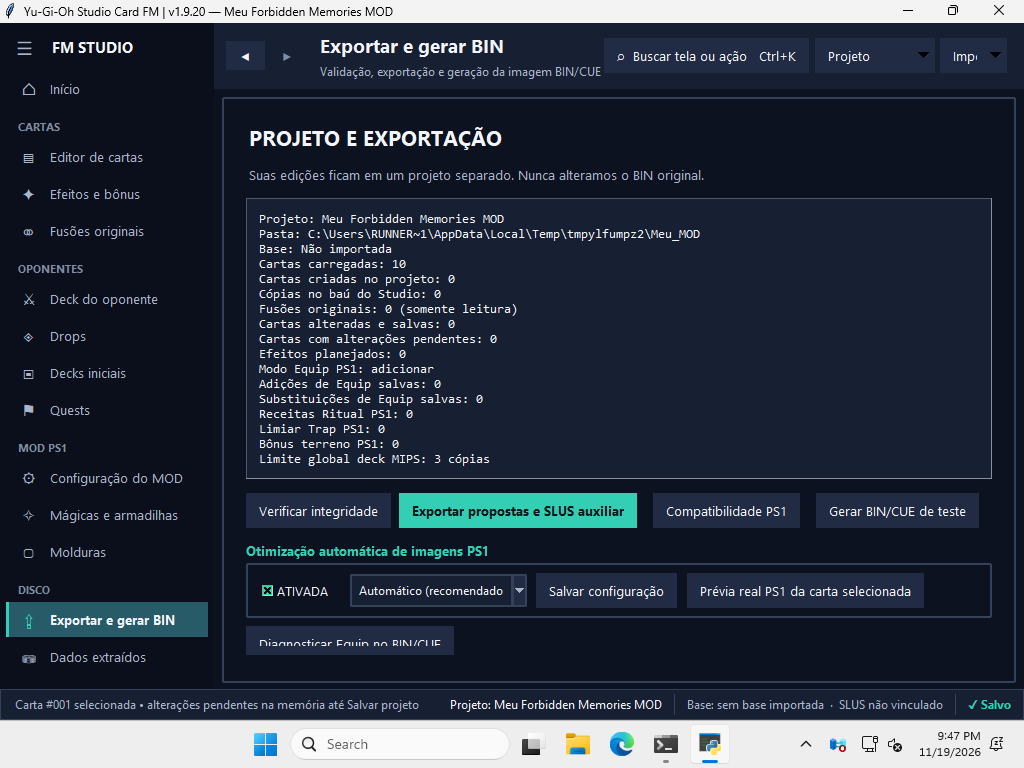 Yu-Gi-Oh Studio Card FM | v1.9.20 — Meu Forbidden Memories MOD
FM STUDIO
Exportar e gerar BIN
Validação, exportação e geração da imagem BIN/CUE
Buscar tela ou ação Ctrl+K
Projeto
Imp
Início
CARTAS
Editor de cartas
Efeitos e bônus
Fusões originais
OPONENTES
Deck do oponente
Drops
Decks iniciais
Quests
MOD PS1
Configuração do MOD
Mágicas e armadilhas
Molduras
DISCO
Exportar e gerar BIN
Dados extraídos
PROJETO E EXPORTAÇÃO
Suas edições ficam em um projeto separado. Nunca alteramos o BIN original.
Projeto: Meu Forbidden Memories MOD
Pasta: C:\Users\RUNNER~1\AppData\Local\Temp\tmpylfumpz2\Meu_MOD
Base: Não importada
Cartas carregadas: 10
Cartas criadas no projeto: 0
Cópias no baú do Studio: 0
Fusões originais: 0 (somente leitura)
Cartas alteradas e salvas: 0
Cartas com alterações pendentes: 0
Efeitos planejados: 0
Modo Equip PS1: adicionar
Adições de Equip salvas: 0
Substituições de Equip salvas: 0
Receitas Ritual PS1: 0
Limiar Trap PS1: 0
Bônus terreno PS1: 0
Limite global deck MIPS: 3 cópias
Verificar integridade
Exportar propostas e SLUS auxiliar
Compatibilidade PS1
Gerar BIN/CUE de teste
Otimização automática de imagens PS1
ATIVADA
Automático (recomendado
Salvar configuração
Prévia real PS1 da carta selecionada
Diagnosticar Equip no BIN/CUE
Carta #001 selecionada • alterações pendentes na memória até Salvar projeto
Projeto: Meu Forbidden Memories MOD
Base: sem base importada · SLUS não vinculado
✓ Salvo
Search
9:47 PM
11/19/2026